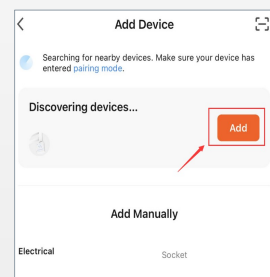 Add Device
Searching for nearby devices. Make sure your device has
entered pairing mode.
Discovering devices...
Add
Add Manually
Electrical
Socket